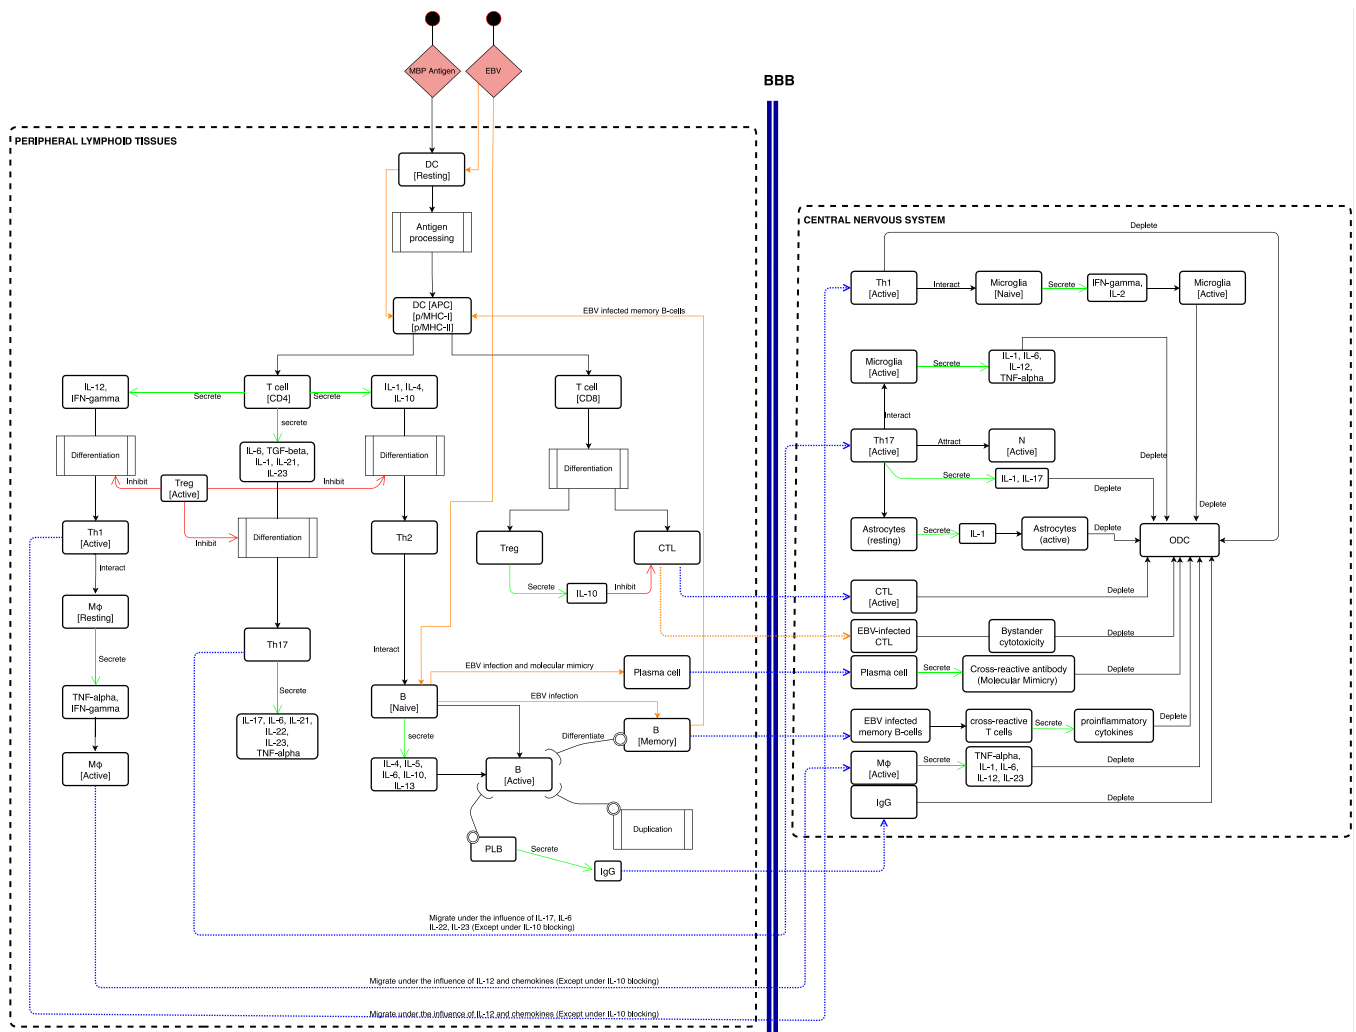 MBP Antigen
EBV
BBB
PERIPHERAL LYMPHOID TISSUES
DC
[Resting]
Antigen
processing
DC [APC]
[p/MHC-I]
[p/MHC-II]
EBV infected memory B-cells
IL-12,
IFN-gamma
Secrete
T cell
[CD4]
Secrete
IL-1, IL-4,
IL-10
T cell
[CD8]
secrete
Differentiation
IL-6, TGF-beta,
IL-1, IL-21,
IL-23
Differentiation
Differentiation
Inhibit
Treg
[Active]
Inhibit
Th1
[Active]
Inhibit
Differentiation
Th2
Treg
CTL
Interact
Secrete
IL-10
Inhibit
Mφ
[Resting]
Th17
Interact
Secrete
EBV infection and molecular mimicry
Plasma cell
TNF-alpha,
IFN-gamma
Secrete
B
[Naive]
EBV infection
IL-17, IL-6, IL-21,
IL-22,
IL-23,
TNF-alpha
secrete
Differentiate
B
[Memory]
Mφ
[Active]
IL-4, IL-5,
IL-6, IL-10,
IL-13
B
[Active]
Duplication
PLB
Secrete
IgG
Migrate under the influence of IL-17, IL-6
IL-22, IL-23 (Except under IL-10 blocking)
Migrate under the influence of IL-12 and chemokines (Except under IL-10 blocking)
Migrate under the influence of IL-12 and chemokines (Except under IL-10 blocking)
CENTRAL NERVOUS SYSTEM
Deplete
Th1
[Active]
Interact
Microglia
[Naive]
Secrete
IFN-gamma,
IL-2
Microglia
[Active]
Microglia
[Active]
Secrete
IL-1, IL-6,
IL-12,
TNF-alpha
Interact
Th17
[Active]
Attract
N
[Active]
Deplete
Secrete
IL-1, IL-17
Deplete
Deplete
Astrocytes
(resting)
Secrete
IL-1
Astrocytes
(active)
Deplete
ODC
CTL
[Active]
Deplete
EBV-infected
CTL
Bystander
cytotoxicity
Deplete
Plasma cell
Secrete
Cross-reactive antibody
(Molecular Mimicry)
Deplete
EBV infected
memory B-cells
cross-reactive
T cells
Secrete
proinflammatory
cytokines
Deplete
Mφ
[Active]
Secrete
TNF-alpha,
IL-1, IL-6,
IL-12, IL-23
Deplete
IgG
Deplete